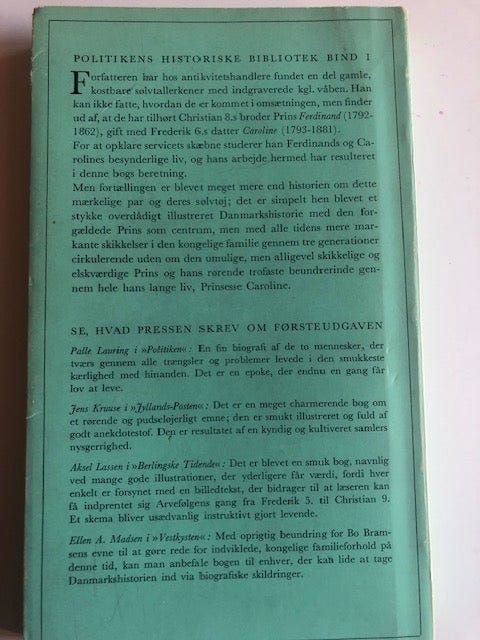 POLITIKENS HISTORISKE BIBLIOTEK BIND 1
Forfatteren har hos antikvitetshandlere fundet en del gamle,
kostbare sølvtallerkener med indgraverede kgl. våben. Han
kan ikke fatte, hvordan de er kommet i omsætningen, men finder
ud af, at de har tilhørt Christian 8.s broder Prins Ferdinand (1792-
1862), gift med Frederik 6.s datter Caroline (1793-1881).
For at opklare servicets skæbne studerer han Ferdinands og Ca-
rolines besynderlige liv, og hans arbejde hermed har resulteret
i denne bogs beretning.
Men fortællingen er blevet meget mere end historien om dette
mærkelige par og deres sølvtøj; det er simpelt hen blevet et
stykke overdådigt illustreret Danmarkshistorie med den for-
gældede Prins som centrum, men med alle tidens mere mar-
kante skikkelser i den kongelige familie gennem tre generationer
cirkulerende uden om den umulige, men alligevel skikkelige og
elskværdige Prins og hans rørende trofaste beundrerinde gen-
nem hele hans lange liv, Prinsesse Caroline.
SE, HVAD PRESSEN SKREV OM FØRSTEUDGAVEN
Palle Lauring i »Politiken«: En fin biografi af de to mennesker, der
tværs gennem alle trængsler og problemer levede i den smukkeste
kærlighed med hinanden. Det er en epoke, der endnu en gang får
lov at leve.
Jens Kruuse i »Jyllands-Posten«: Det er en meget charmerende bog om
et rørende og pudseløjerligt emne; den er smukt illustreret og fuld af
godt anekdotestof. Den er resultatet af en kyndig og kultiveret samlers
nysgerrighed.
Aksel Lassen i »Berlingske Tidende«: Det er blevet en smuk bog, navnlig
ved mange gode illustrationer, der yderligere får værdi, fordi hver
enkelt er forsynet med en billedtekst, der bidrager til at læseren kan
få indprentet sig Arvefølgens gang fra Frederik 5. til Christian 9.
Et skema bliver usædvanlig instruktivt gjort levende.
Ellen A. Madsen i »Vestkysten«: Med oprigtig beundring for Bo Bram-
sens evne til at gøre rede for indviklede, kongelige familieforhold på
denne tid, kan man anbefale bogen til enhver, der kan lide at tage
Danmarkshistorien ind via biografiske skildringer.